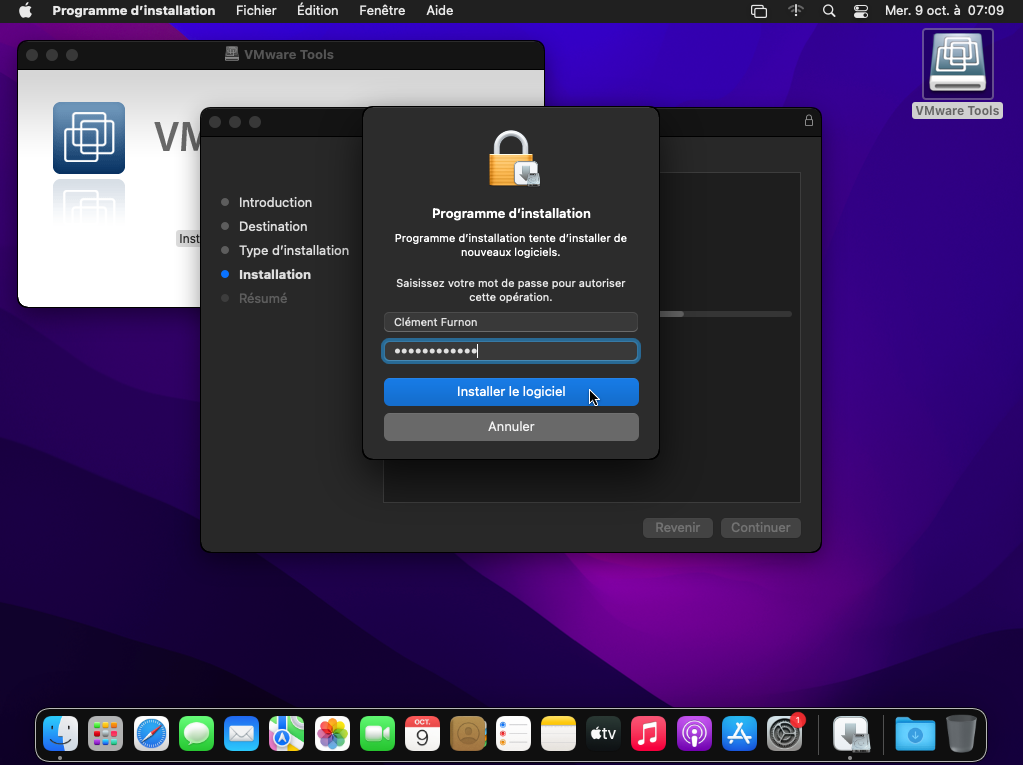 Programme d’installation Fichier Édition Fenêtre Aide Mer. 9 oct. à 07:09
VMware Tools
VMware Tools
VM
Inst
Introduction
Destination
Type d’installation
Installation
Résumé
Programme d’installation
Programme d’installation tente d’installer de
nouveaux logiciels.
Saisissez votre mot de passe pour autoriser
cette opération.
Clément Furnon
••••••••••••
Installer le logiciel
Annuler
Revenir Continuer
OCT.
9
tv
1